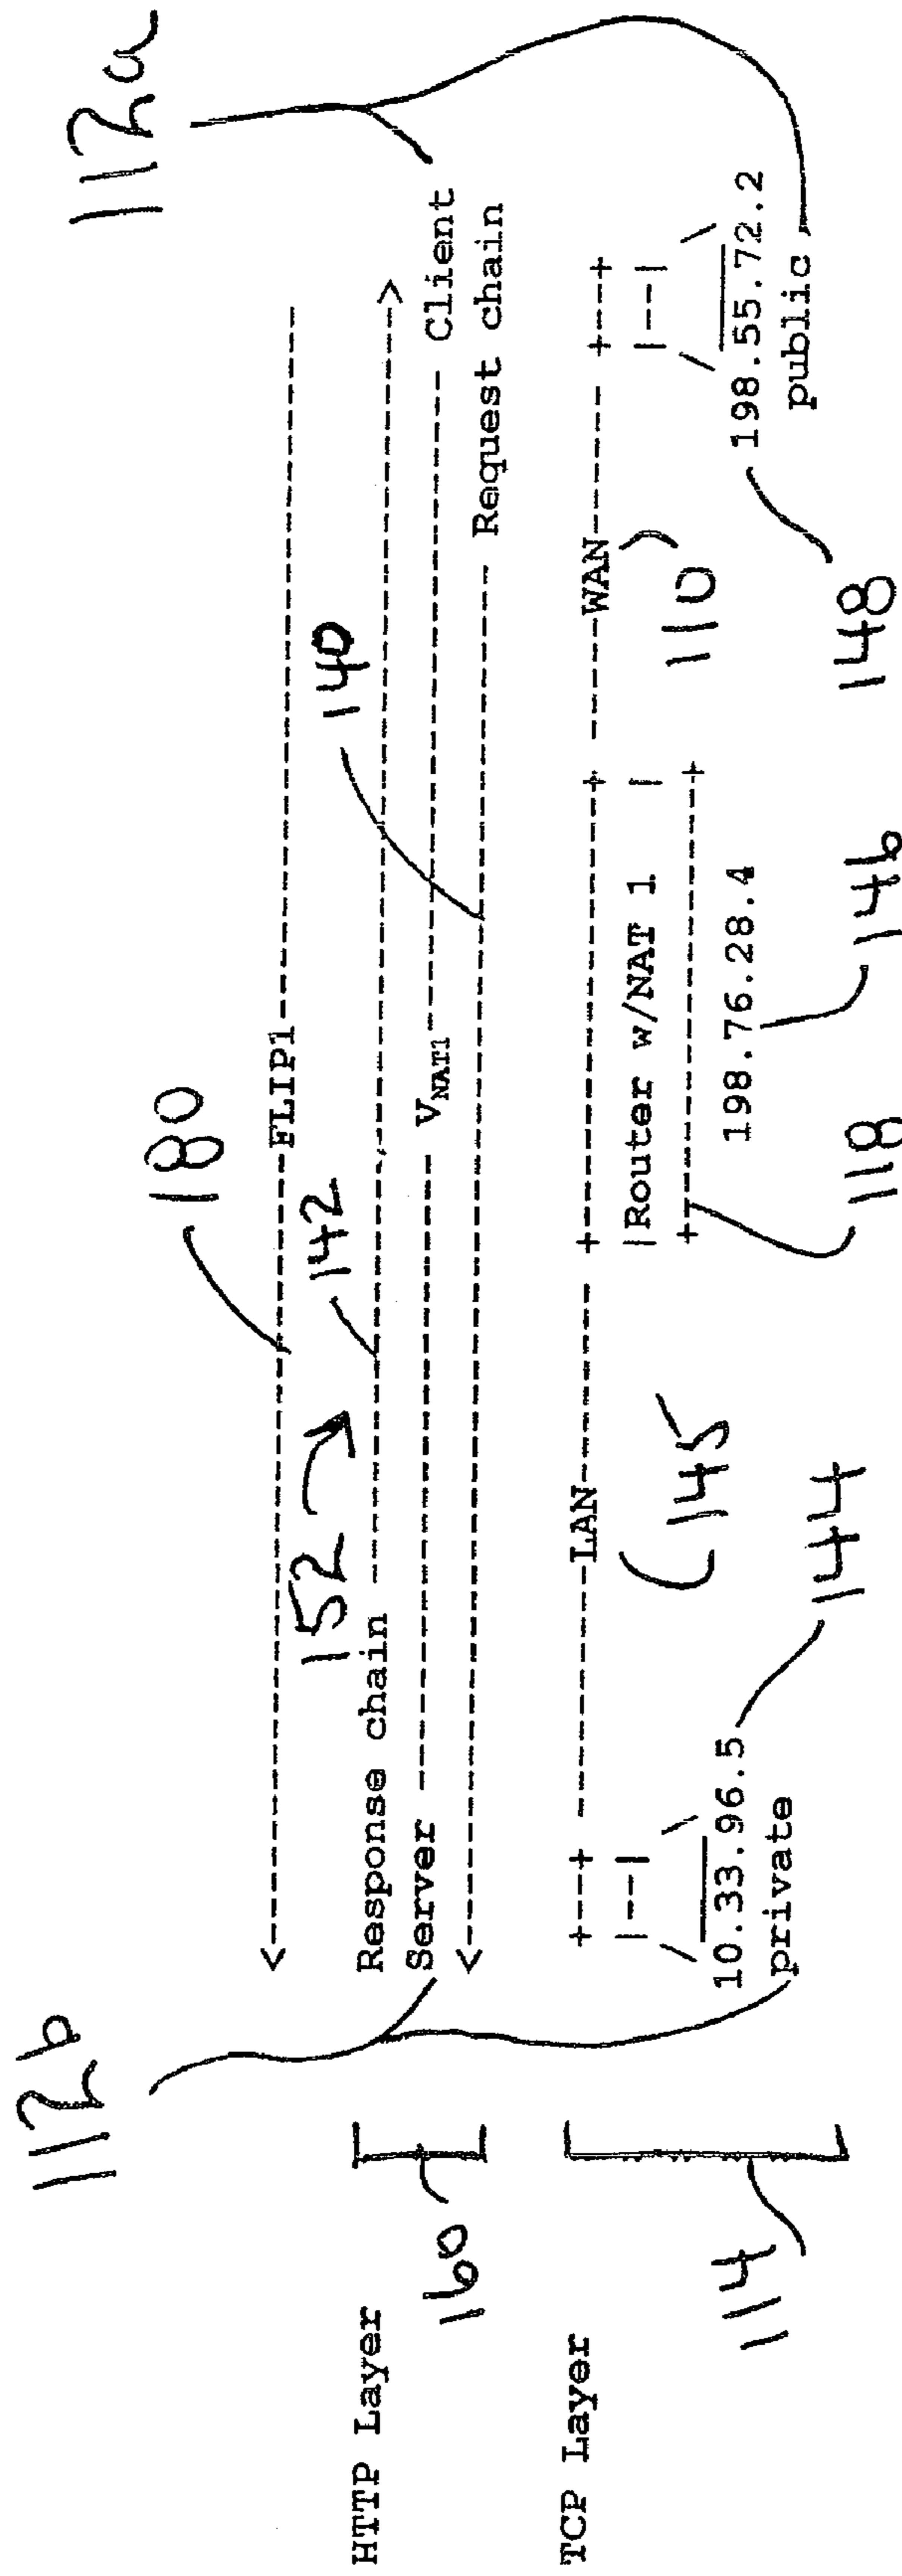 112b
112a
180
<-----------------------FLIP1-----------------------
152
142
140
HTTP Layer
Response chain --------------------------------->
Server ----------------- V_NAT1 ----------------- Client
<--------------------------------- Request chain
160
TCP Layer
+---+ ---------LAN--------- +---------------+ ------WAN------ +---+
|---| |Router w/NAT 1 | |---|
/ \ +---------------+ / \
10.33.96.5 198.76.28.4 198.55.72.2
private public
114
145
110
144
118
146
148